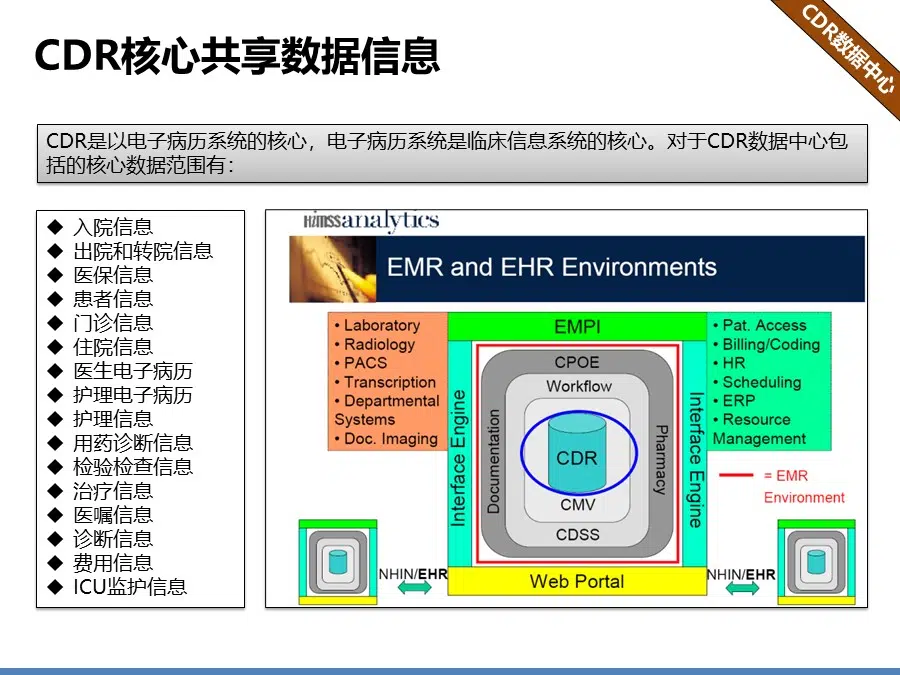 CDR核心共享数据信息
CDR数据中心
CDR是以电子病历系统的核心，电子病历系统是临床信息系统的核心。对于CDR数据中心包
括的核心数据范围有：
◆ 入院信息
◆ 出院和转院信息
◆ 医保信息
◆ 患者信息
◆ 门诊信息
◆ 住院信息
◆ 医生电子病历
◆ 护理电子病历
◆ 护理信息
◆ 用药诊断信息
◆ 检验检查信息
◆ 治疗信息
◆ 医嘱信息
◆ 诊断信息
◆ 费用信息
◆ ICU监护信息
HIMSSanalytics
EMR and EHR Environments
• Laboratory
• Radiology
• PACS
• Transcription
• Departmental
Systems
• Doc. Imaging
EMPI
Interface Engine
CPOE
Workflow
Documentation
CDR
Pharmacy
CMV
CDSS
Interface Engine
Web Portal
• Pat. Access
• Billing/Coding
• HR
• Scheduling
• ERP
• Resource
Management
= EMR
Environment
NHIN/EHR
NHIN/EHR